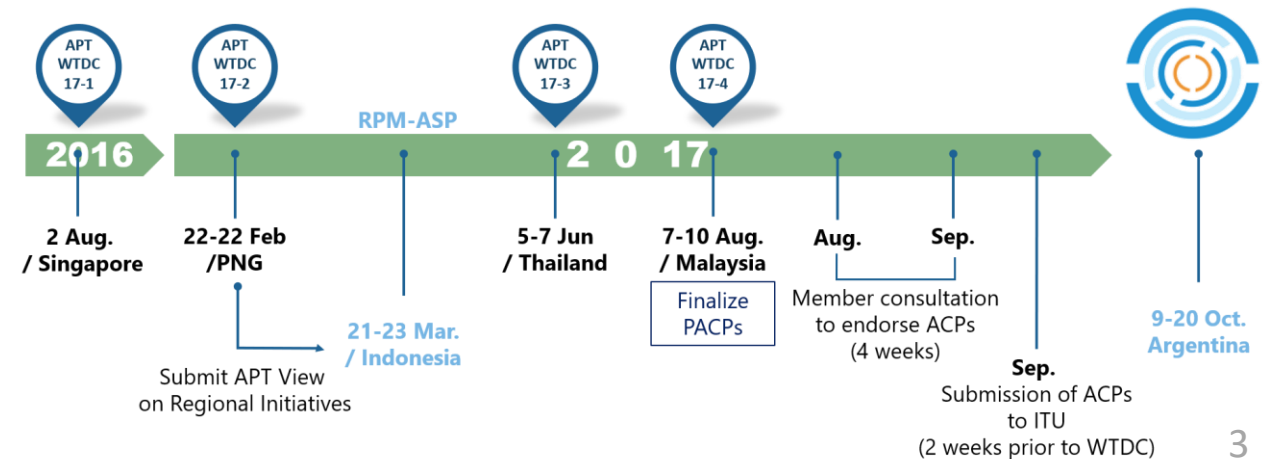 APT
WTDC
17-1
APT
WTDC
17-2
APT
WTDC
17-3
APT
WTDC
17-4
RPM-ASP
2016
2 0 17
2 Aug.
/ Singapore
22-22 Feb
/PNG
5-7 Jun
/ Thailand
7-10 Aug.
/ Malaysia
Finalize
PACPs
Aug.
Sep.
Member consultation
to endorse ACPs
(4 weeks)
21-23 Mar.
/ Indonesia
Submit APT View
on Regional Initiatives
Sep.
Submission of ACPs
to ITU
(2 weeks prior to WTDC)
9-20 Oct.
Argentina
3